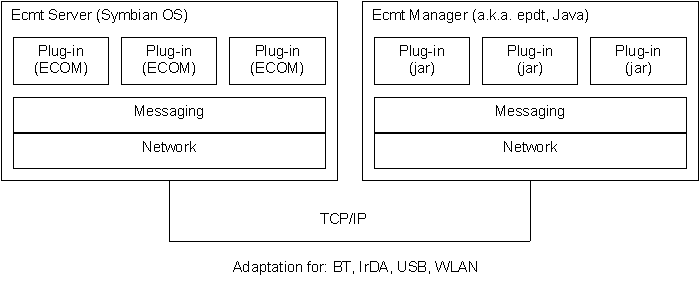 Ecmt Server (Symbian OS)
Plug-in
(ECOM)
Plug-in
(ECOM)
Plug-in
(ECOM)
Messaging
Network
Ecmt Manager (a.k.a. epdt, Java)
Plug-in
(jar)
Plug-in
(jar)
Plug-in
(jar)
Messaging
Network
TCP/IP
Adaptation for: BT, IrDA, USB, WLAN